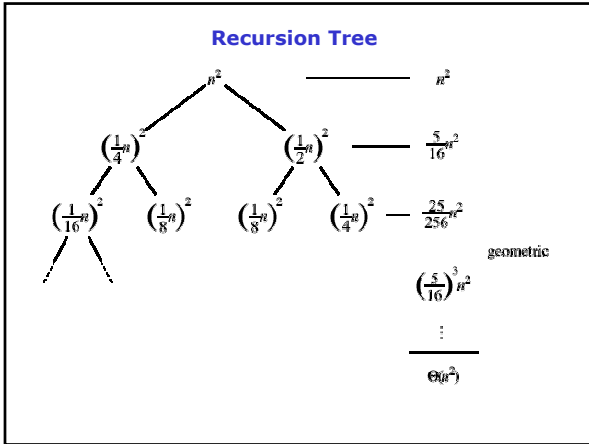 Recursion Tree
n² n²
(1/4 n)² (1/2 n)² 5/16 n²
(1/16 n)² (1/8 n)² (1/8 n)² (1/4 n)² 25/256 n²
geometric
(5/16)³ n²
⋮
Θ(n²)